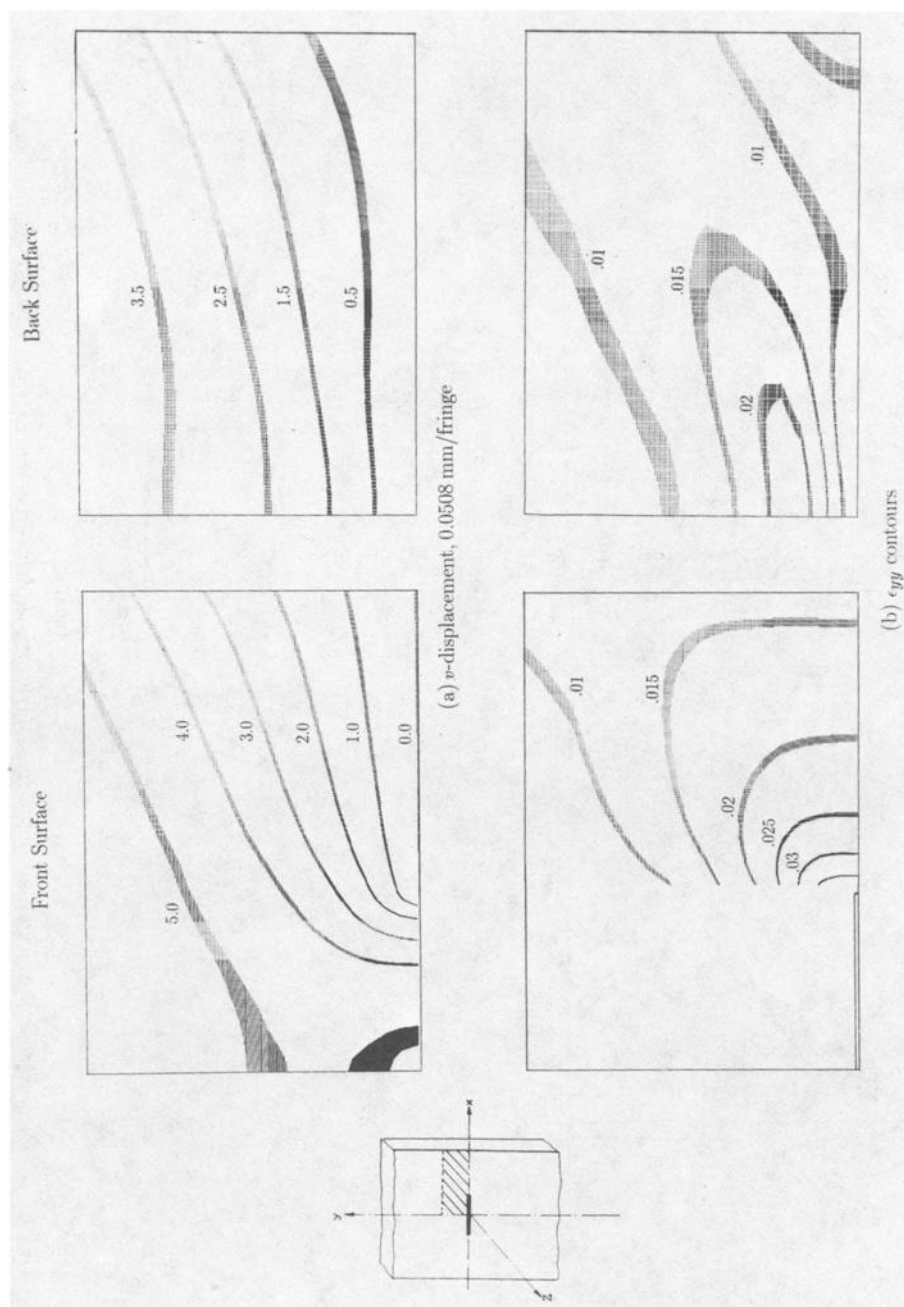 Front Surface
Back Surface
5.0
4.0
3.0
2.0
1.0
0.0
3.5
2.5
1.5
0.5
(a) v-displacement, 0.0508 mm/fringe
y
x
Z
.01
.015
.02
.025
.03
.01
.015
.02
.01
(b) ϵyy contours